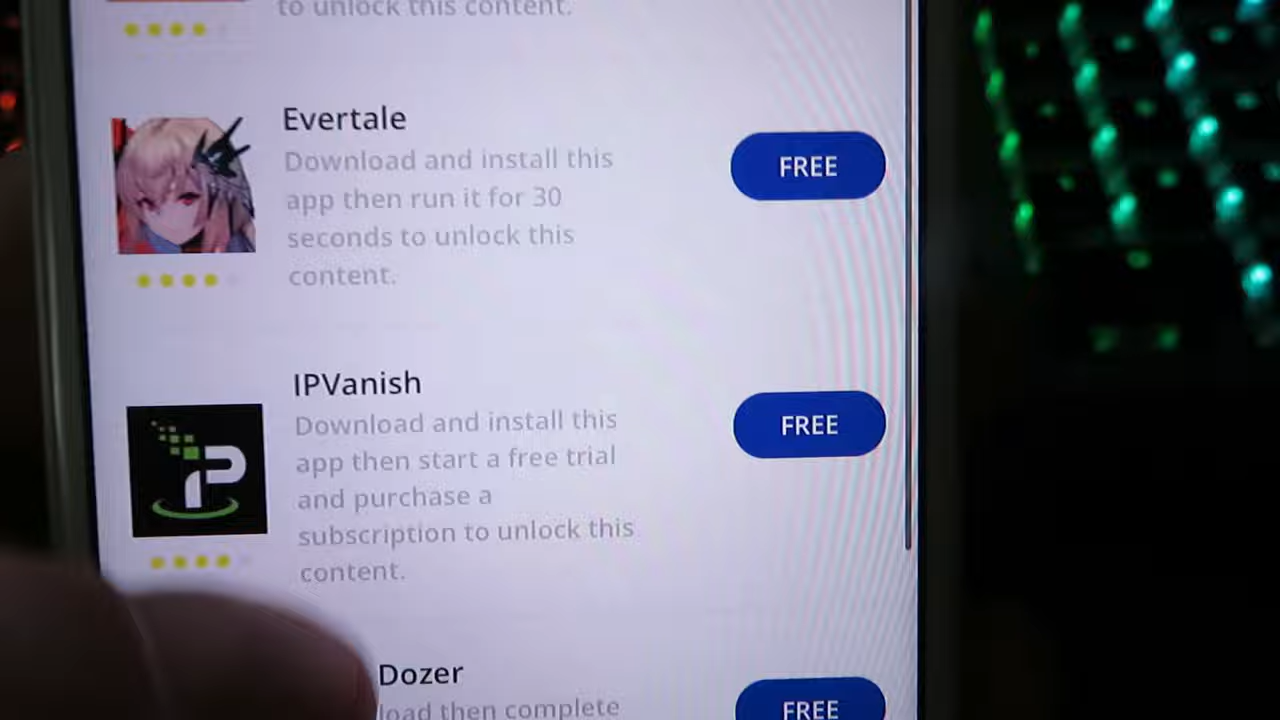 to unlock this content.
Evertale
Download and install this
app then run it for 30
seconds to unlock this
content.
FREE
IPVanish
Download and install this
app then start a free trial
and purchase a
subscription to unlock this
content.
FREE
IP
Dozer
load then complete
FREE